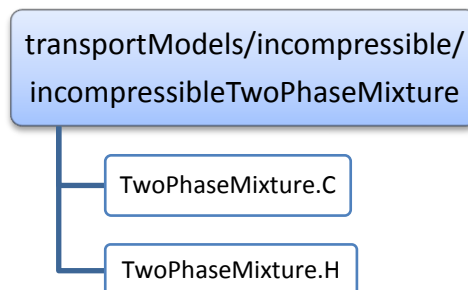 transportModels/incompressible/
incompressibleTwoPhaseMixture
TwoPhaseMixture.C
TwoPhaseMixture.H